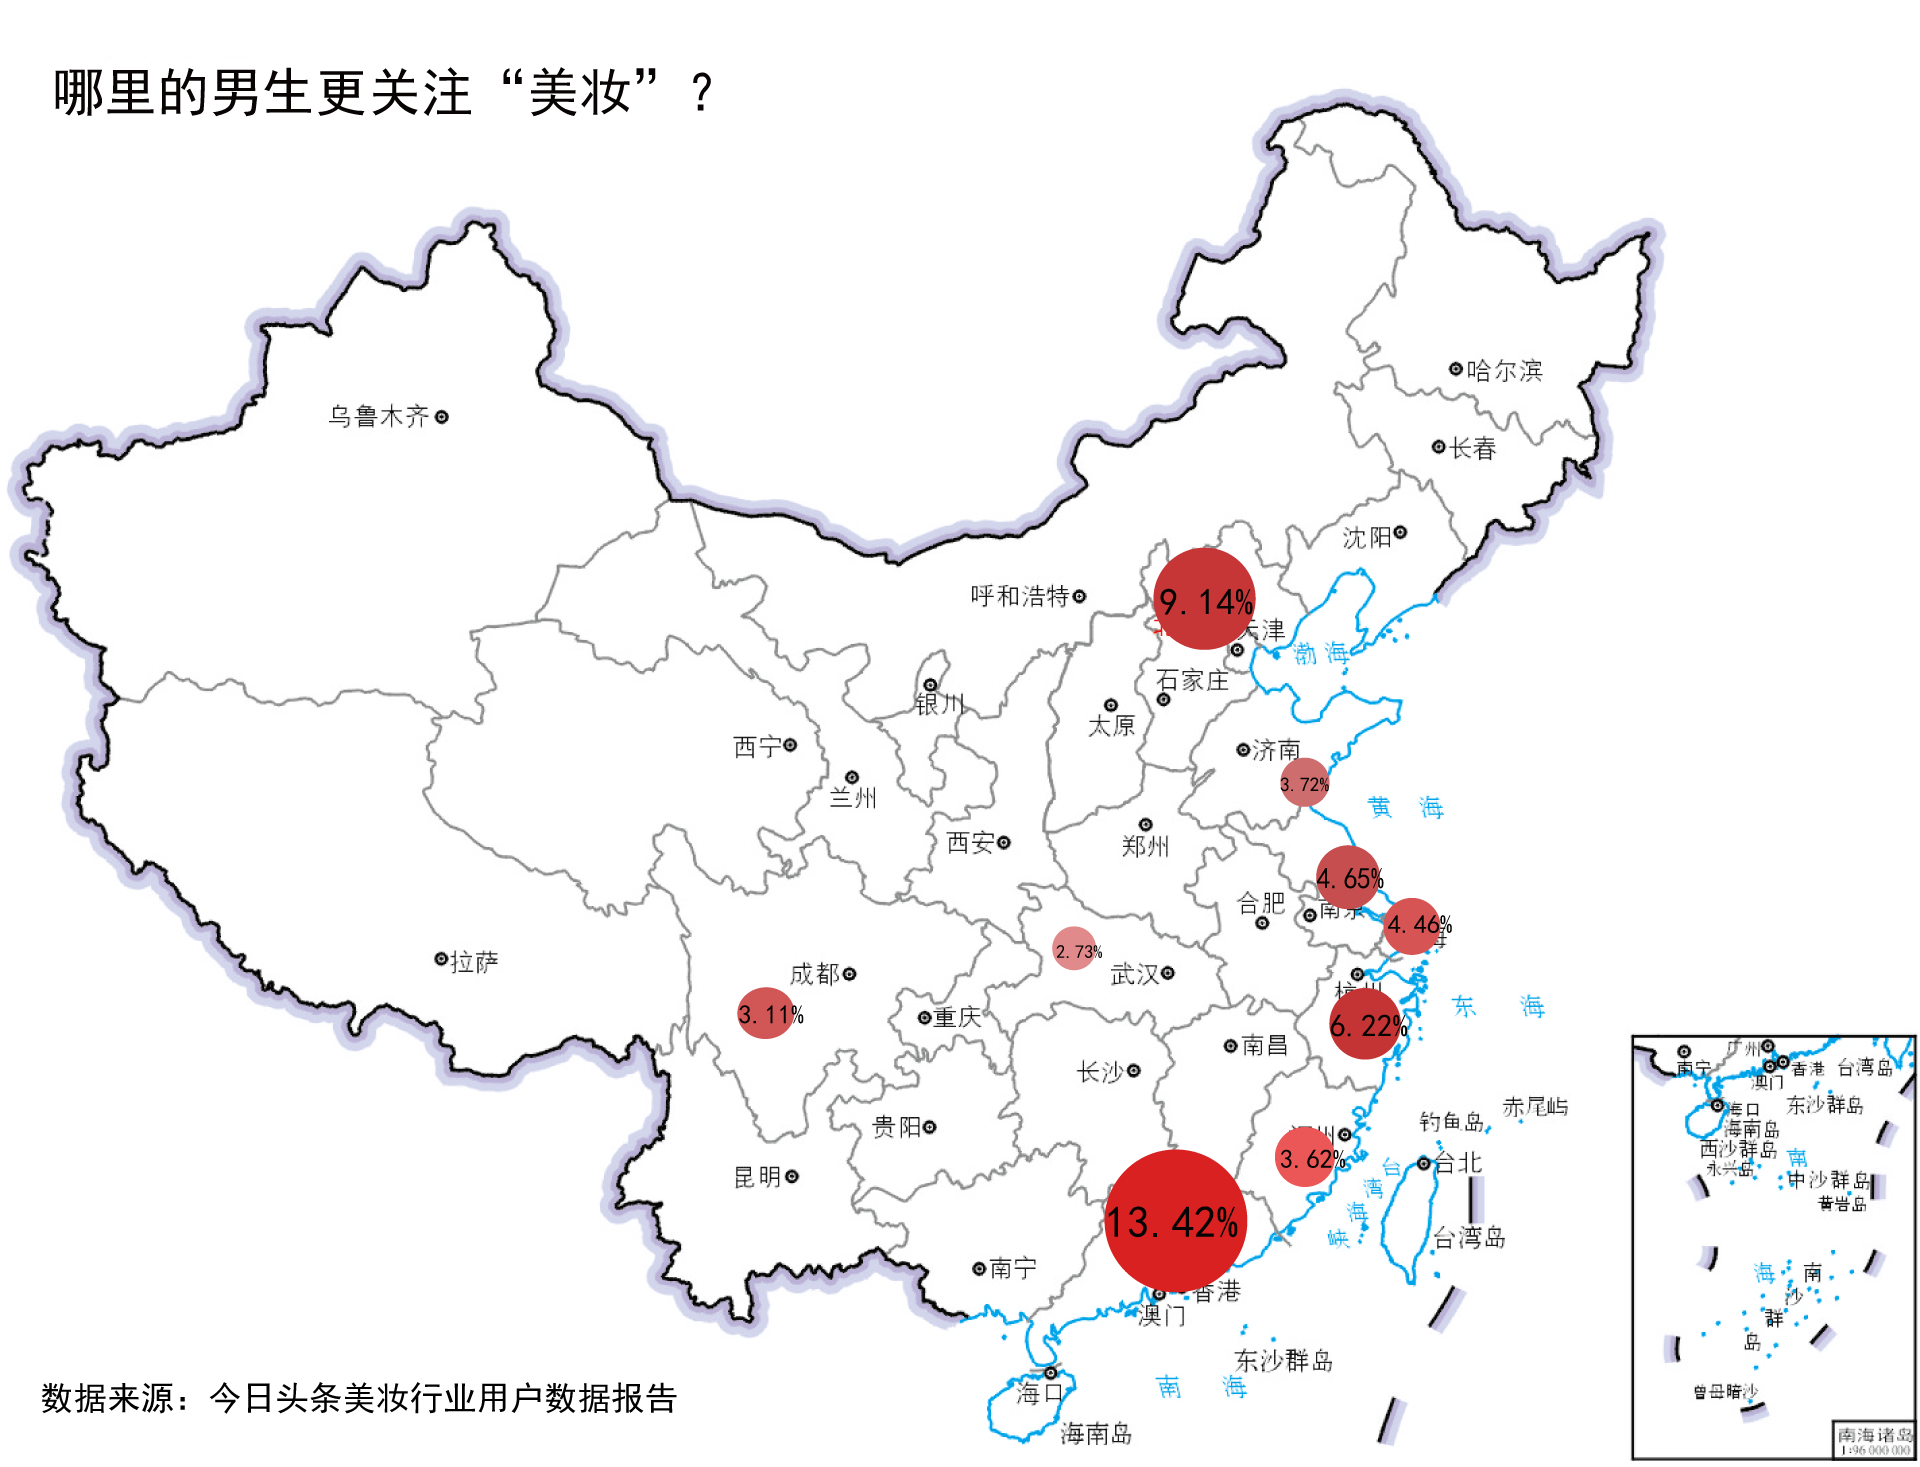 哪里的男生更关注“美妆”？
哈尔滨
乌鲁木齐
长春
沈阳
呼和浩特
9.14%
天津
渤海
石家庄
银川
太原
西宁
济南
3.72%
兰州
黄 海
西安
郑州
4.65%
合肥
南京
4.46%
海
2.73%
拉萨
成都
武汉
杭州
3.11%
东 海
重庆
6.22%
南昌
长沙
赤尾屿
钓鱼岛
贵阳
州
3.62%
台湾海峡
台北
昆明
13.42%
台湾岛
南宁
香港
澳门
东沙群岛
南 海
海口
海南岛
数据来源：今日头条美妆行业用户数据报告
广州
南宁
香港
台湾岛
澳门
海口
东沙群岛
海南岛
西沙群岛
永兴岛
南海
中沙群岛
黄岩岛
南沙群岛
曾母暗沙
南海诸岛
1:96 000 000